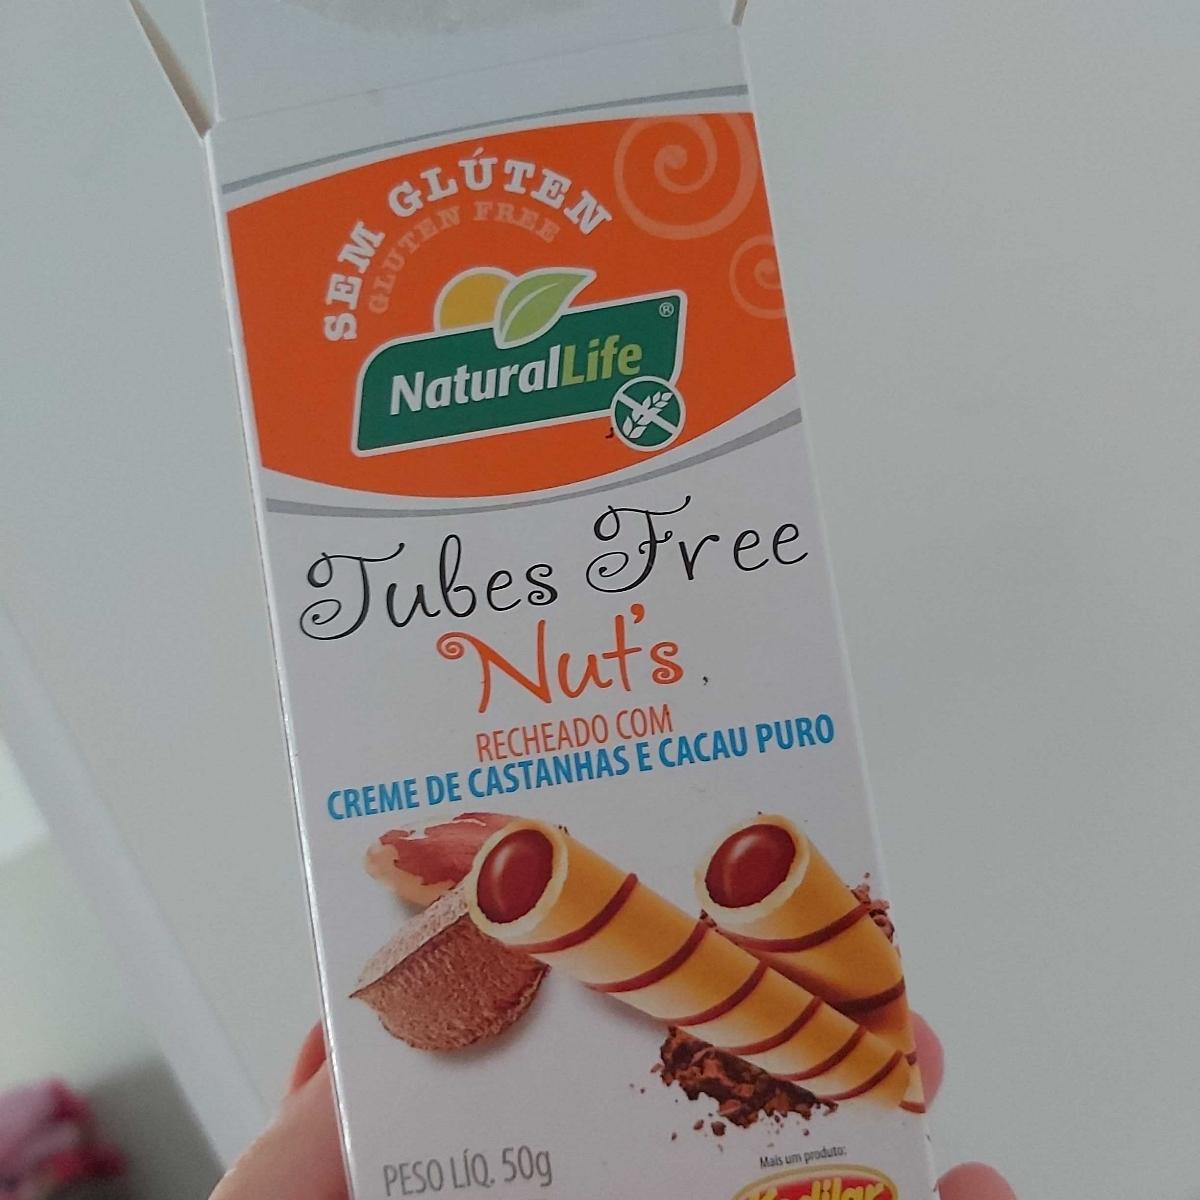 SEM GLÚTEN
GLUTEN FREE
NaturalLife®
Tubes Free
Nut's
RECHEADO COM
CREME DE CASTANHAS E CACAU PURO
PESO LÍQ. 50g
Mais um produto:
Kodilar